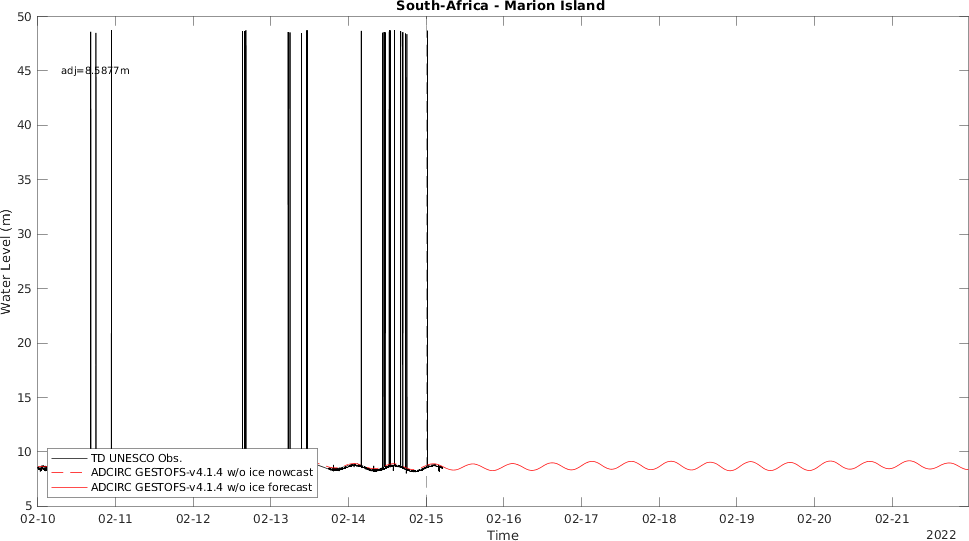 South-Africa - Marion Island
50
45
40
35
30
25
20
15
10
5
Water Level (m)
adj=8.5877m
TD UNESCO Obs.
ADCIRC GESTOFS-v4.1.4 w/o ice nowcast
ADCIRC GESTOFS-v4.1.4 w/o ice forecast
02-10 02-11 02-12 02-13 02-14 02-15 02-16 02-17 02-18 02-19 02-20 02-21
Time
2022